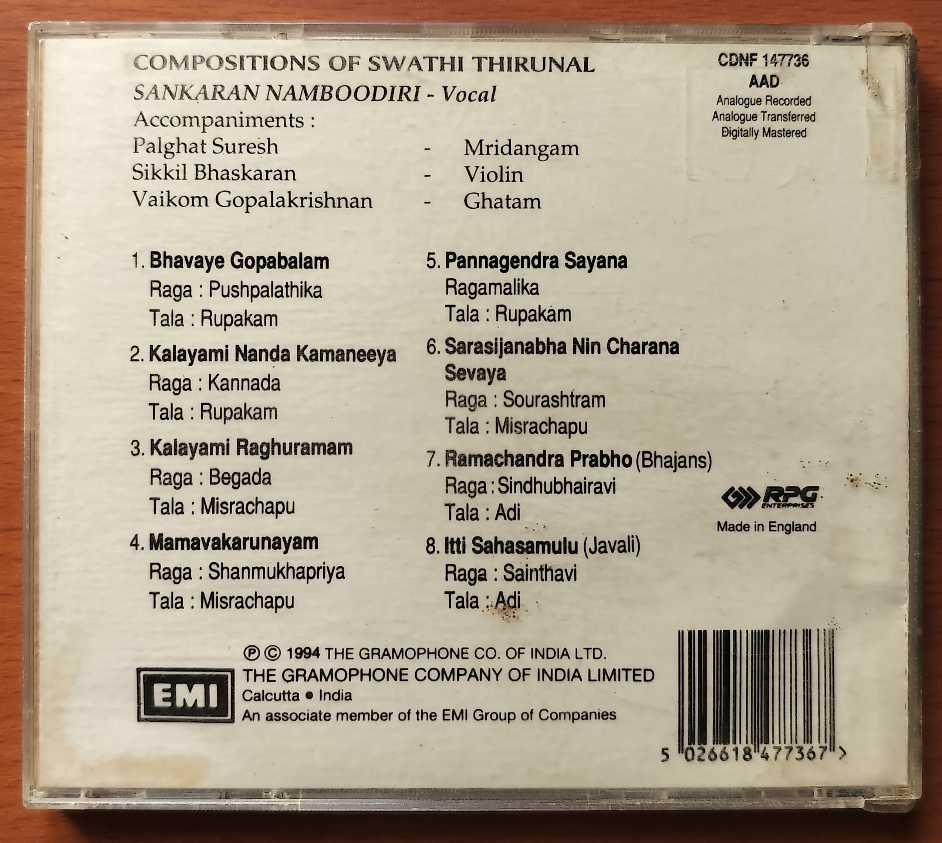 COMPOSITIONS OF SWATHI THIRUNAL
SANKARAN NAMBOODIRI - Vocal
Accompaniments :
Palghat Suresh - Mridangam
Sikkil Bhaskaran - Violin
Vaikom Gopalakrishnan - Ghatam
CDNF 147736
AAD
Analogue Recorded
Analogue Transferred
Digitally Mastered
1. Bhavaye Gopabalam
Raga : Pushpalathika
Tala : Rupakam
2. Kalayami Nanda Kamaneeya
Raga : Kannada
Tala : Rupakam
3. Kalayami Raghuramam
Raga : Begada
Tala : Misrachapu
4. Mamavakarunayam
Raga : Shanmukhapriya
Tala : Misrachapu
5. Pannagendra Sayana
Ragamalika
Tala : Rupakam
6. Sarasijanabha Nin Charana
Sevaya
Raga : Sourashtram
Tala : Misrachapu
7. Ramachandra Prabho (Bhajans)
Raga : Sindhubhairavi
Tala : Adi
8. Itti Sahasamulu (Javali)
Raga : Sainthavi
Tala : Adi
RPG
ENTERPRISES
Made in England
℗ © 1994 THE GRAMOPHONE CO. OF INDIA LTD.
EMI
THE GRAMOPHONE COMPANY OF INDIA LIMITED
Calcutta • India
An associate member of the EMI Group of Companies
5 026618 477367 >